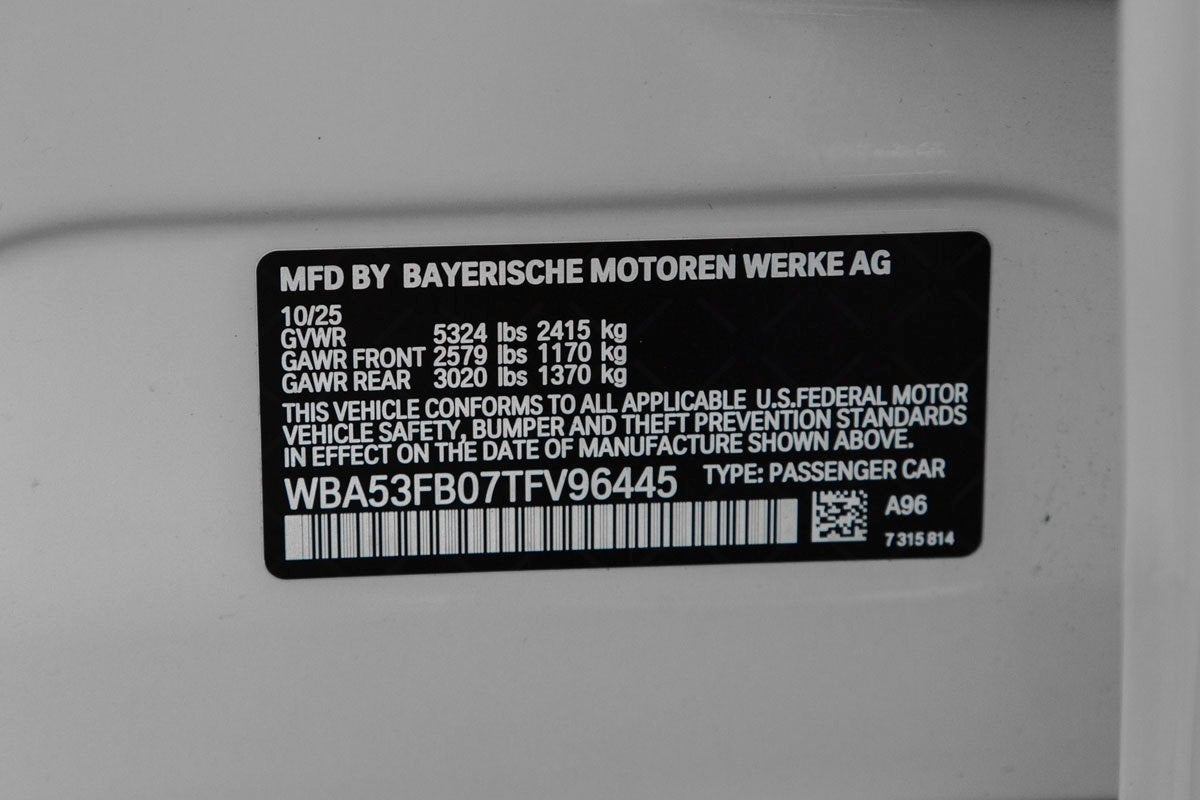 MFD BY BAYERISCHE MOTOREN WERKE AG
10/25
GVWR 5324 lbs 2415 kg
GAWR FRONT 2579 lbs 1170 kg
GAWR REAR 3020 lbs 1370 kg
THIS VEHICLE CONFORMS TO ALL APPLICABLE U.S.FEDERAL MOTOR
VEHICLE SAFETY, BUMPER AND THEFT PREVENTION STANDARDS
IN EFFECT ON THE DATE OF MANUFACTURE SHOWN ABOVE.
WBA53FB07TFV96445 TYPE: PASSENGER CAR
A96
7 315 814